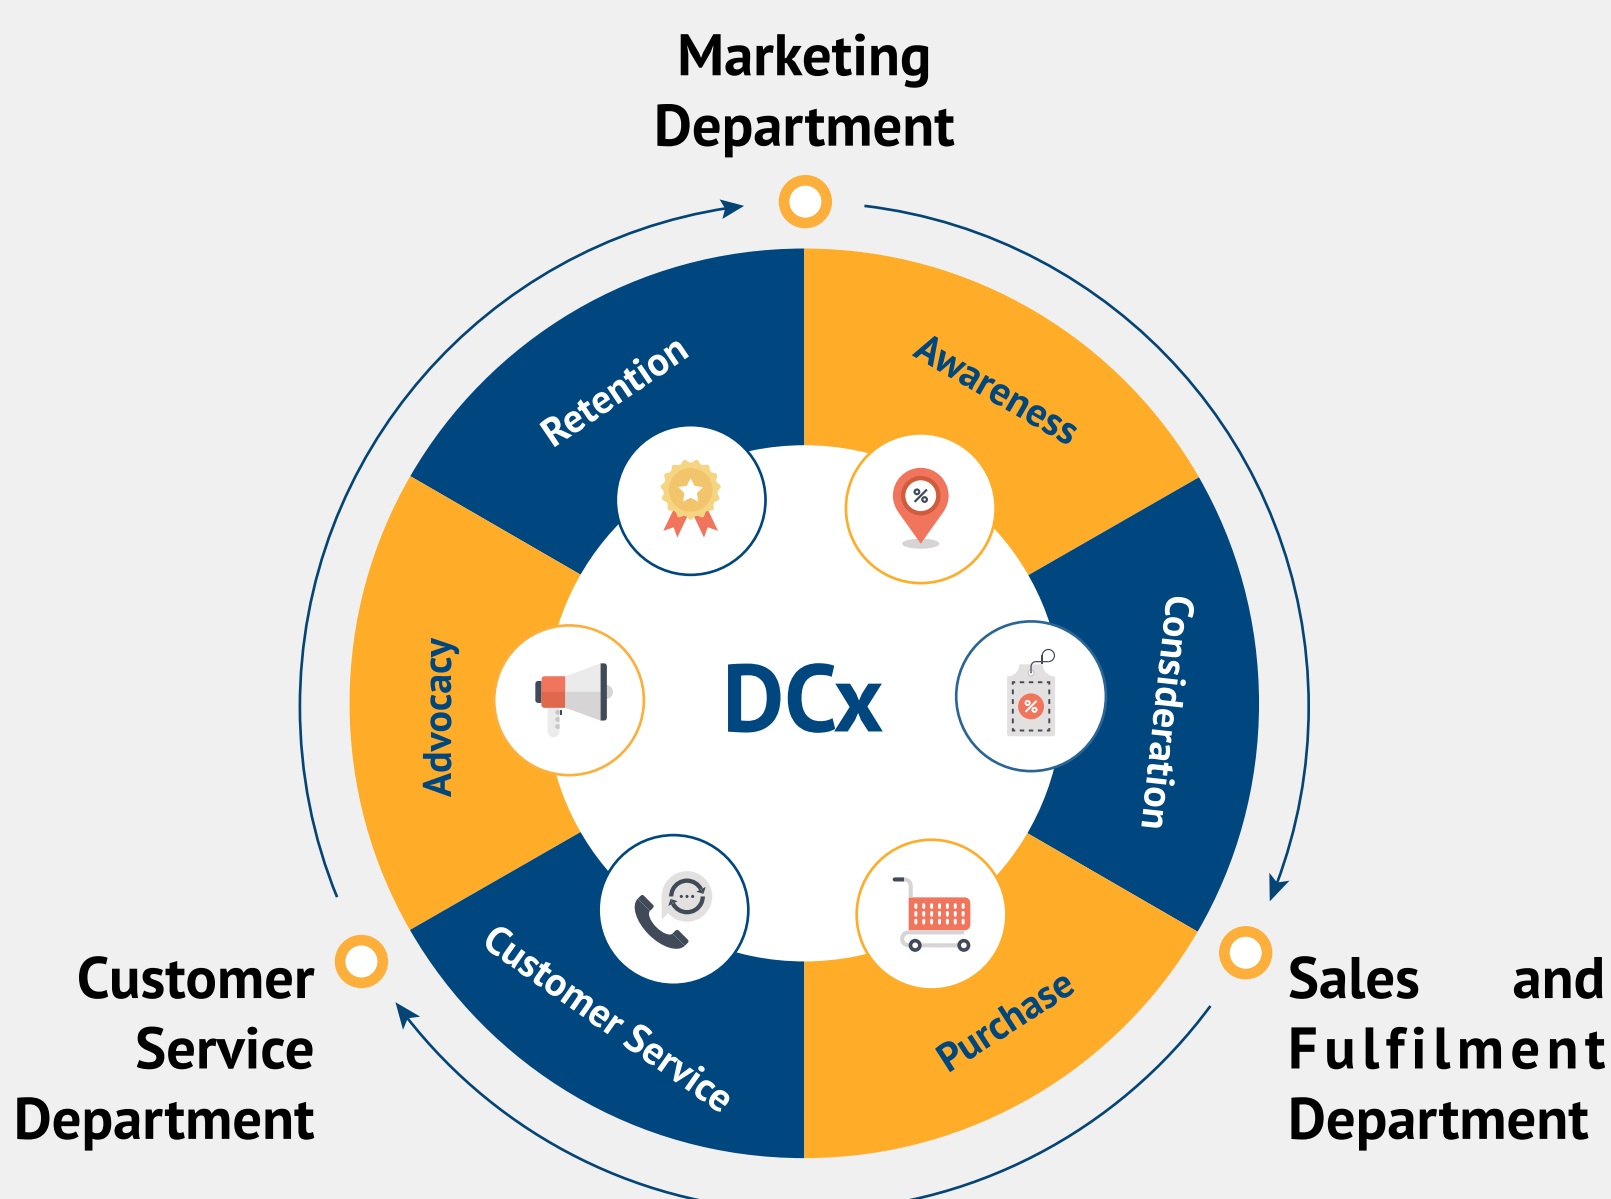 Marketing
Department
Retention
Awareness
Advocacy
DCx
Consideration
Customer Service
Purchase
Customer
Service
Department
Sales and
Fulfilment
Department
%
%